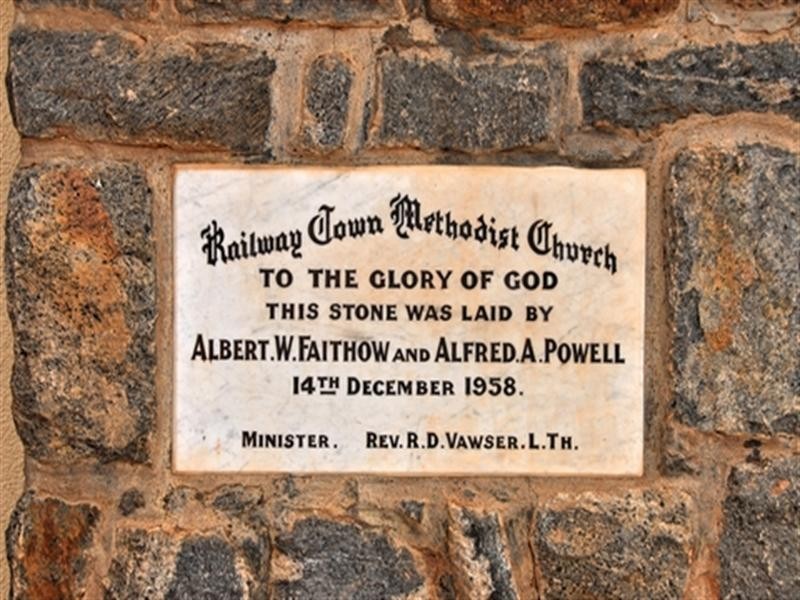 Railway Town Methodist Church
TO THE GLORY OF GOD
THIS STONE WAS LAID BY
ALBERT.W.FAITHOW AND ALFRED.A.POWELL
14TH DECEMBER 1958.
MINISTER. REV.R.D.VAWSER.L.TH.